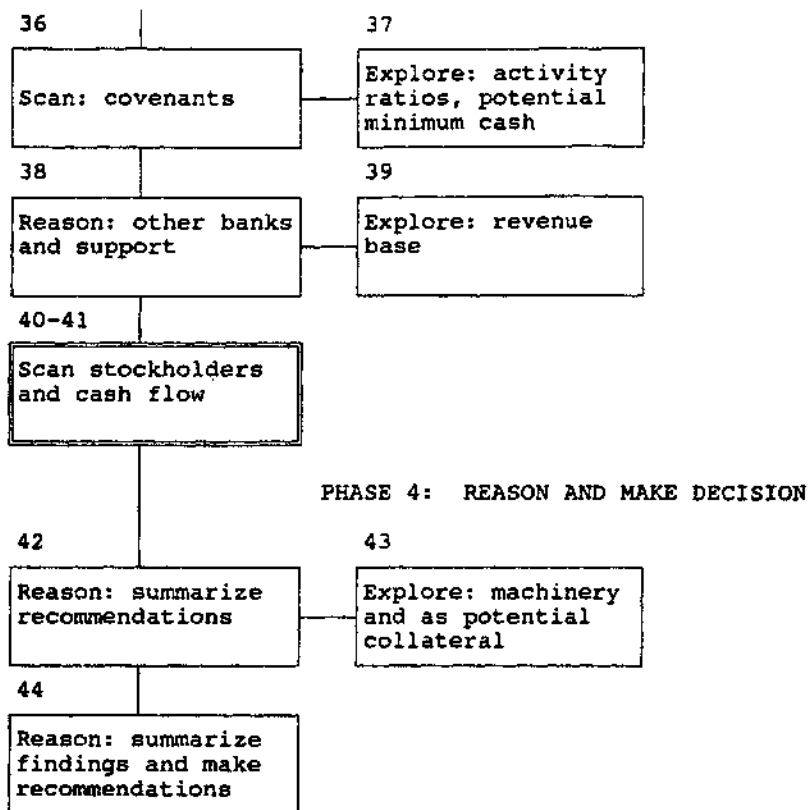 36
37
Scan: covenants
Explore: activity
ratios, potential
minimum cash
38
39
Reason: other banks
and support
Explore: revenue
base
40-41
Scan stockholders
and cash flow
PHASE 4: REASON AND MAKE DECISION
42
43
Reason: summarize
recommendations
Explore: machinery
and as potential
collateral
44
Reason: summarize
findings and make
recommendations